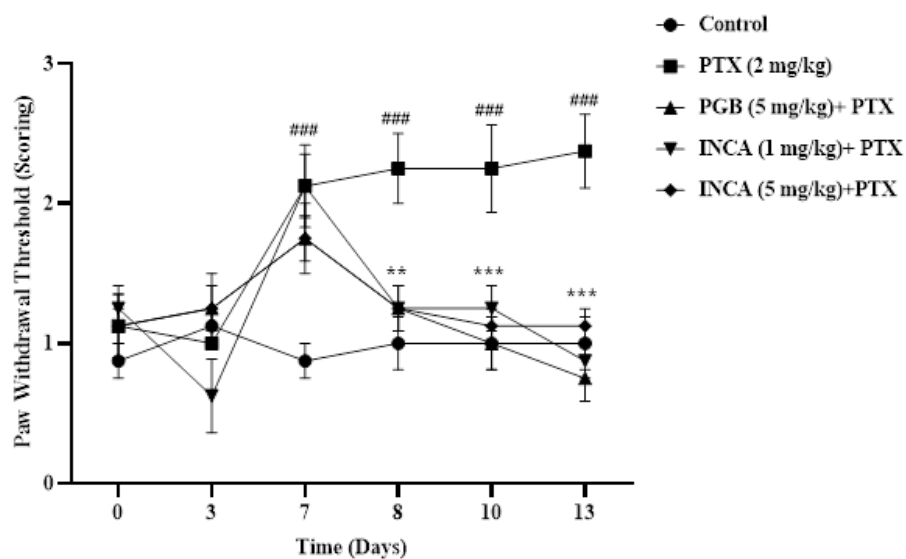 Control
PTX (2 mg/kg)
PGB (5 mg/kg)+ PTX
INCA (1 mg/kg)+ PTX
INCA (5 mg/kg)+PTX
Paw Withdrawal Threshold (Scoring)
3
2
1
0
###
###
###
###
**
***
***
0 3 7 8 10 13
Time (Days)